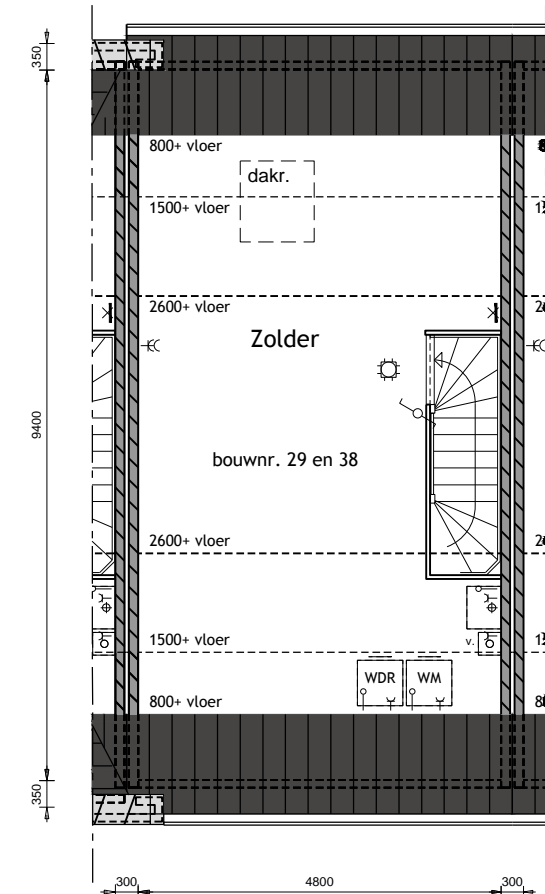 350
800+ vloer
dakr.
1500+ vloer
2600+ vloer
Zolder
9400
bouwnr. 29 en 38
2600+ vloer
1500+ vloer
v.
WDR
WM
800+ vloer
350
300
4800
300